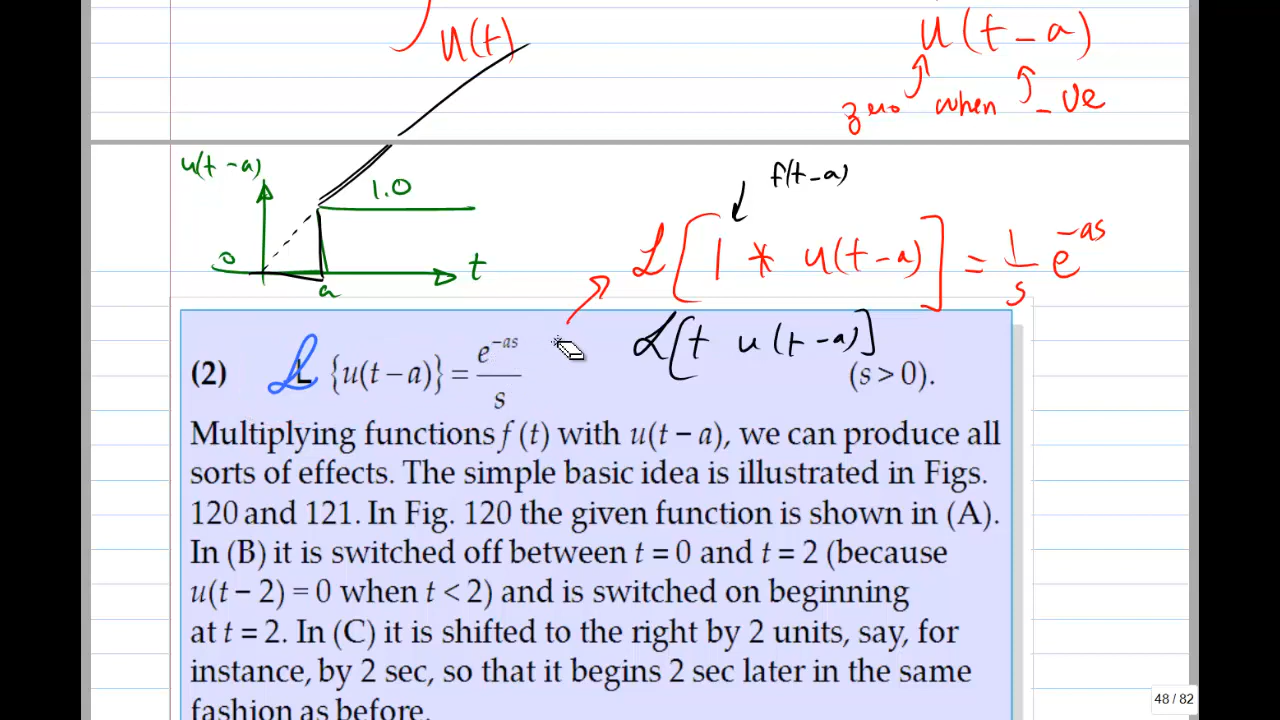 u(t)
u(t - a)
zero when -ve
u(t - a)
1.0
0
a
t
f(t-a)
ℒ[1 * u(t-a)] = 1/s e^-as
ℒ[t u(t-a)]
(2) ℒ L {u(t − a)} = e^−as / s (s > 0).
Multiplying functions f (t) with u(t − a), we can produce all
sorts of effects. The simple basic idea is illustrated in Figs.
120 and 121. In Fig. 120 the given function is shown in (A).
In (B) it is switched off between t = 0 and t = 2 (because
u(t − 2) = 0 when t < 2) and is switched on beginning
at t = 2. In (C) it is shifted to the right by 2 units, say, for
instance, by 2 sec, so that it begins 2 sec later in the same
fashion as before.
48 / 82